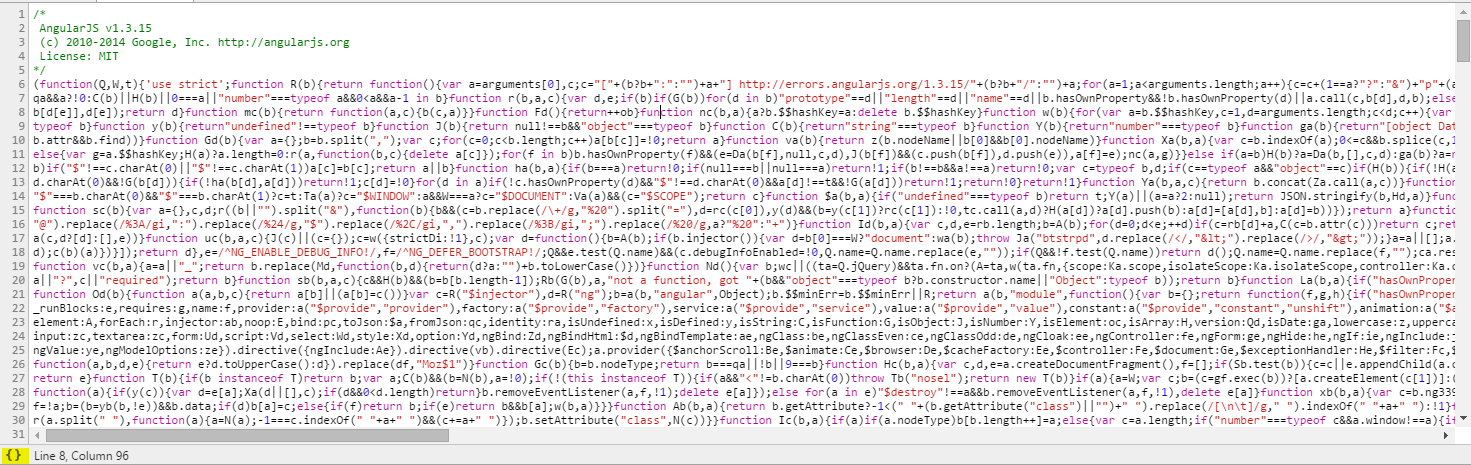 1 /*
2 AngularJS v1.3.15
3 (c) 2010-2014 Google, Inc. http://angularjs.org
4 License: MIT
5 */
6 (function(Q,W,t){'use strict';function R(b){return function(){var a=arguments[0],c;c="["+(b?b+":":"")+a+"] http://errors.angularjs.org/1.3.15/"+(b?b+"/":"")+a;for(a=1;a<arguments.length;a++){c=c+(1==a?"?":"&")+"p"+(a
7 qa&&a?!0:C(b)||H(b)||0===a||"number"===typeof a&&0<a&&a-1 in b}function r(b,a,c){var d,e;if(b)if(G(b))for(d in b)"prototype"==d||"length"==d||"name"==d||b.hasOwnProperty&&!b.hasOwnProperty(d)||a.call(c,b[d],d,b);else
8 b[d[e]],d[e]);return d}function mc(b){return function(a,c){b(c,a)}}function Fd(){return++ob}function nc(b,a){a?b.$$hashKey=a:delete b.$$hashKey}function w(b){for(var a=b.$$hashKey,c=1,d=arguments.length;c<d;c++){var
9 typeof b}function y(b){return"undefined"!==typeof b}function J(b){return null!==b&&"object"===typeof b}function C(b){return"string"===typeof b}function Y(b){return"number"===typeof b}function ga(b){return"[object Dat
10 b.attr&&b.find))}function Gd(b){var a={};b=b.split(",");var c;for(c=0;c<b.length;c++)a[b[c]]=!0;return a}function va(b){return z(b.nodeName||b[0]&&b[0].nodeName)}function Xa(b,a){var c=b.indexOf(a);0<=c&&b.splice(c,1
11 else{var g=a.$$hashKey;H(a)?a.length=0:r(a,function(b,c){delete a[c]});for(f in b)b.hasOwnProperty(f)&&(e=Da(b[f],null,c,d),J(b[f])&&(c.push(b[f]),d.push(e)),a[f]=e);nc(a,g)}}else if(a=b)H(b)?a=Da(b,[],c,d):ga(b)?a=n
12 b)if("$"!==c.charAt(0)||"$"!==c.charAt(1))a[c]=b[c];return a||b}function ha(b,a){if(b===a)return!0;if(null===b||null===a)return!1;if(b!==b&&a!==a)return!0;var c=typeof b,d;if(c==typeof a&&"object"==c)if(H(b)){if(!H(a
13 d.charAt(0)&&!G(b[d])){if(!ha(b[d],a[d]))return!1;c[d]=!0}for(d in a)if(!c.hasOwnProperty(d)&&"$"!==d.charAt(0)&&a[d]!==t&&!G(a[d]))return!1;return!0}return!1}function Ya(b,a,c){return b.concat(Za.call(a,c))}function
14 "$"===b.charAt(0)&&"$"===b.charAt(1)?c=t:Ta(a)?c="$WINDOW":a&&W===a?c="$DOCUMENT":Va(a)&&(c="$SCOPE");return c}function $a(b,a){if("undefined"===typeof b)return t;Y(a)||(a=a?2:null);return JSON.stringify(b,Hd,a)}func
15 function sc(b){var a={},c,d;r((b||"").split("&"),function(b){b&&(c=b.replace(/\+/g,"%20").split("="),d=rc(c[0]),y(d)&&(b=y(c[1])?rc(c[1]):!0,tc.call(a,d)?H(a[d])?a[d].push(b):a[d]=[a[d],b]:a[d]=b))});return a}functio
16 "@").replace(/%3A/gi,":").replace(/%24/g,"$").replace(/%2C/gi,",").replace(/%3B/gi,";").replace(/%20/g,a?"%20":"+")}function Id(b,a){var c,d,e=rb.length;b=A(b);for(d=0;d<e;++d)if(c=rb[d]+a,C(c=b.attr(c)))return c;ret
17 a(c,d?[d]:[],e))}function uc(b,a,c){J(c)||(c={});c=w({strictDi:!1},c);var d=function(){b=A(b);if(b.injector()){var d=b[0]===W?"document":wa(b);throw Ja("btstrpd",d.replace(/</,"&lt;").replace(/>/,"&gt;"));}a=a||[];a.
18 d);c(b)(a)})}]);return d},e=/^NG_ENABLE_DEBUG_INFO!/,f=/^NG_DEFER_BOOTSTRAP!/;Q&&e.test(Q.name)&&(c.debugInfoEnabled=!0,Q.name=Q.name.replace(e,""));if(Q&&!f.test(Q.name))return d();Q.name=Q.name.replace(f,"");ca.res
19 function vc(b,a){a=a||"_";return b.replace(Md,function(b,d){return(d?a:"")+b.toLowerCase()})}function Nd(){var b;wc||((ta=Q.jQuery)&&ta.fn.on?(A=ta,w(ta.fn,{scope:Ka.scope,isolateScope:Ka.isolateScope,controller:Ka.c
20 a||"?",c||"required");return b}function sb(b,a,c){c&&H(b)&&(b=b[b.length-1]);Rb(G(b),a,"not a function, got "+(b&&"object"===typeof b?b.constructor.name||"Object":typeof b));return b}function La(b,a){if("hasOwnProper
21 function Od(b){function a(a,b,c){return a[b]||(a[b]=c())}var c=R("$injector"),d=R("ng");b=a(b,"angular",Object);b.$$minErr=b.$$minErr||R;return a(b,"module",function(){var b={};return function(f,g,h){if("hasOwnProper
22 _runBlocks:e,requires:g,name:f,provider:a("$provide","provider"),factory:a("$provide","factory"),service:a("$provide","service"),value:a("$provide","value"),constant:a("$provide","constant","unshift"),animation:a("$a
23 element:A,forEach:r,injector:ab,noop:E,bind:pc,toJson:$a,fromJson:qc,identity:ra,isUndefined:x,isDefined:y,isString:C,isFunction:G,isObject:J,isNumber:Y,isElement:oc,isArray:H,version:Qd,isDate:ga,lowercase:z,upperca
24 input:zc,textarea:zc,form:Ud,script:Vd,select:Wd,style:Xd,option:Yd,ngBind:Zd,ngBindHtml:$d,ngBindTemplate:ae,ngClass:be,ngClassEven:ce,ngClassOdd:de,ngCloak:ee,ngController:fe,ngForm:ge,ngHide:he,ngIf:ie,ngInclude:j
25 ngValue:ye,ngModelOptions:ze}).directive({ngInclude:Ae}).directive(vb).directive(Ec);a.provider({$anchorScroll:Be,$animate:Ce,$browser:De,$cacheFactory:Ee,$controller:Fe,$document:Ge,$exceptionHandler:He,$filter:Fc,$
26 function(a,b,d,e){return e?d.toUpperCase():d}).replace(df,"Moz$1")}function Gc(b){b=b.nodeType;return b===qa||!b||9===b}function Hc(b,a){var c,d,e=a.createDocumentFragment(),f=[];if(Sb.test(b)){c=c||e.appendChild(a.c
27 return e}function T(b){if(b instanceof T)return b;var a;C(b)&&(b=N(b),a=!0);if(!(this instanceof T)){if(a&&"<"!=b.charAt(0))throw Tb("nosel");return new T(b)}if(a){a=W;var c;b=(c=gf.exec(b))?[a.createElement(c[1])]:(
28 function(a){if(y(c)){var d=e[a];Xa(d||[],c);if(d&&0<d.length)return}b.removeEventListener(a,f,!1);delete e[a]});else for(a in e)"$destroy"!==a&&b.removeEventListener(a,f,!1),delete e[a]}function xb(b,a){var c=b.ng339
29 f=!a;b=(b=yb(b,!e))&&b.data;if(d)b[a]=c;else{if(f)return b;if(e)return b&&b[a];w(b,a)}}}function Ab(b,a){return b.getAttribute?-1<(" "+(b.getAttribute("class")||"")+" ").replace(/[\n\t]/g," ").indexOf(" "+a+" "):!1}f
30 r(a.split(" "),function(a){a=N(a);-1===c.indexOf(" "+a+" ")&&(c+=a+" ")});b.setAttribute("class",N(c))}}function Ic(b,a){if(a)if(a.nodeType)b[b.length++]=a;else{var c=a.length;if("number"===typeof c&&a.window!==a){if
31
{} Line 8, Column 96